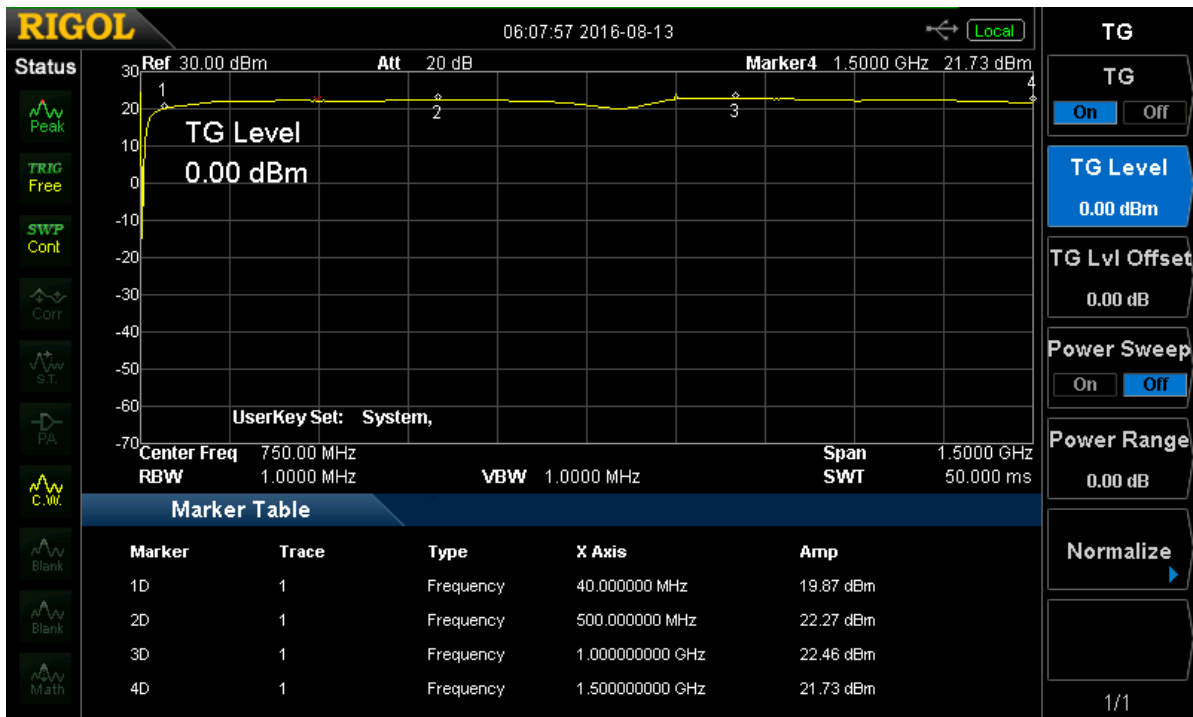 RIGOL
06:07:57 2016-08-13
Local
Status
Ref 30.00 dBm Att 20 dB Marker4 1.5000 GHz 21.73 dBm
Peak
TRIG
Free
SWP
Cont
Corr
S.T.
PA
C.W.
Blank
Blank
Math
30
20
10
0
-10
-20
-30
-40
-50
-60
-70
1
2
3
4
TG Level
0.00 dBm
UserKey Set: System,
Center Freq 750.00 MHz Span 1.5000 GHz
RBW 1.0000 MHz VBW 1.0000 MHz SWT 50.000 ms
Marker Table
Marker Trace Type X Axis Amp
1D 1 Frequency 40.000000 MHz 19.87 dBm
2D 1 Frequency 500.000000 MHz 22.27 dBm
3D 1 Frequency 1.000000000 GHz 22.46 dBm
4D 1 Frequency 1.500000000 GHz 21.73 dBm
TG
TG
On Off
TG Level
0.00 dBm
TG Lvl Offset
0.00 dB
Power Sweep
On Off
Power Range
0.00 dB
Normalize
1/1